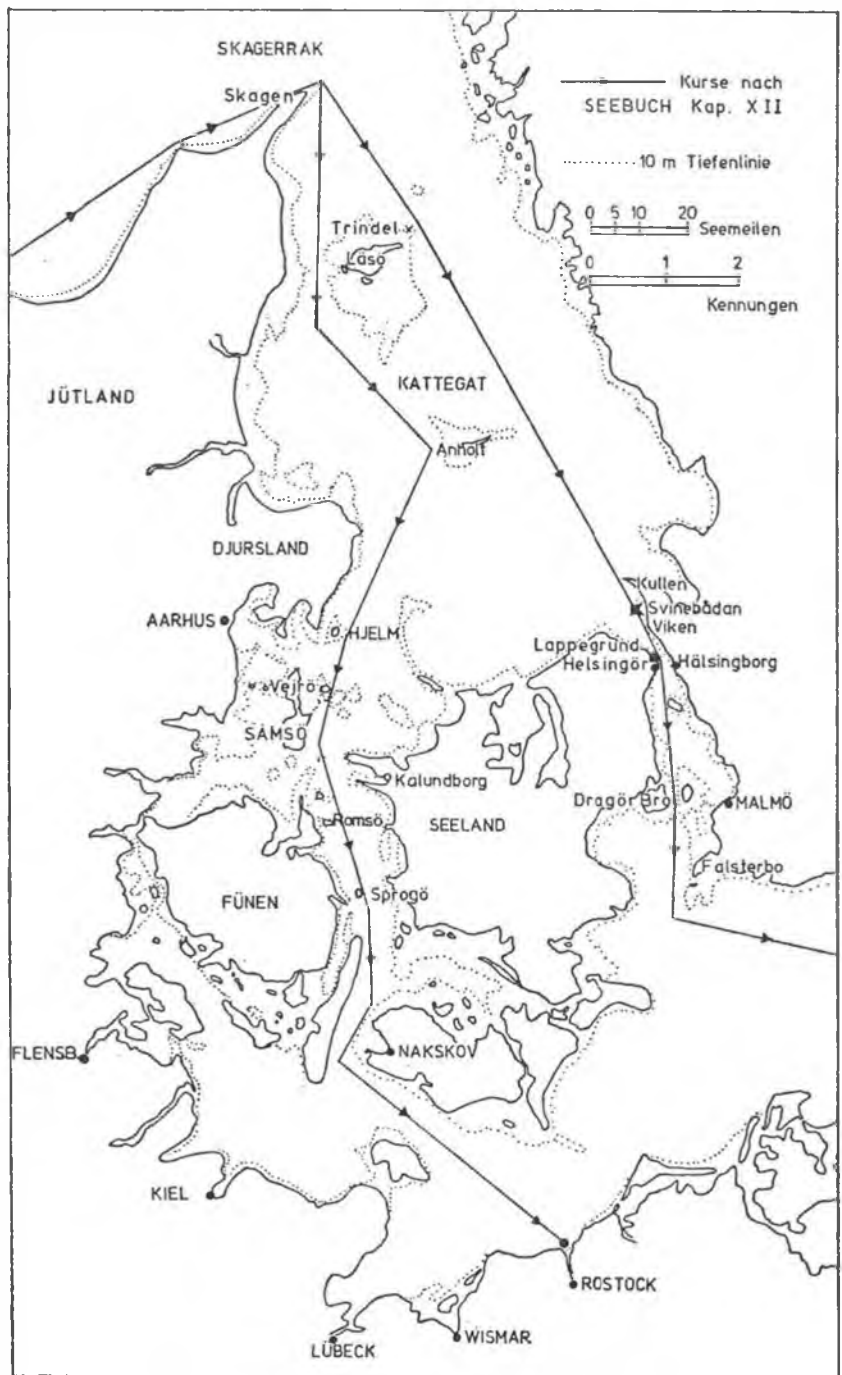 SKAGERRAK
Skagen
Kurse nach
SEEBUCH Kap. XII
10 m Tiefenlinie
0 5 10 20
Seemeilen
0 1 2
Kennungen
Trindel
Läsö
JÜTLAND
KATTEGAT
Anholt
DJURSLAND
AARHUS
HJELM
Kullen
Svinebådan
Viken
Lappegrund
Helsingör
Hälsingborg
Vejrö
SAMSÖ
Kalundborg
Dragör Bro
MALMÖ
Romsö
SEELAND
Falsterbo
FÜNEN
Sprogö
FLENSB.
NAKSKOV
KIEL
ROSTOCK
WISMAR
LÜBECK